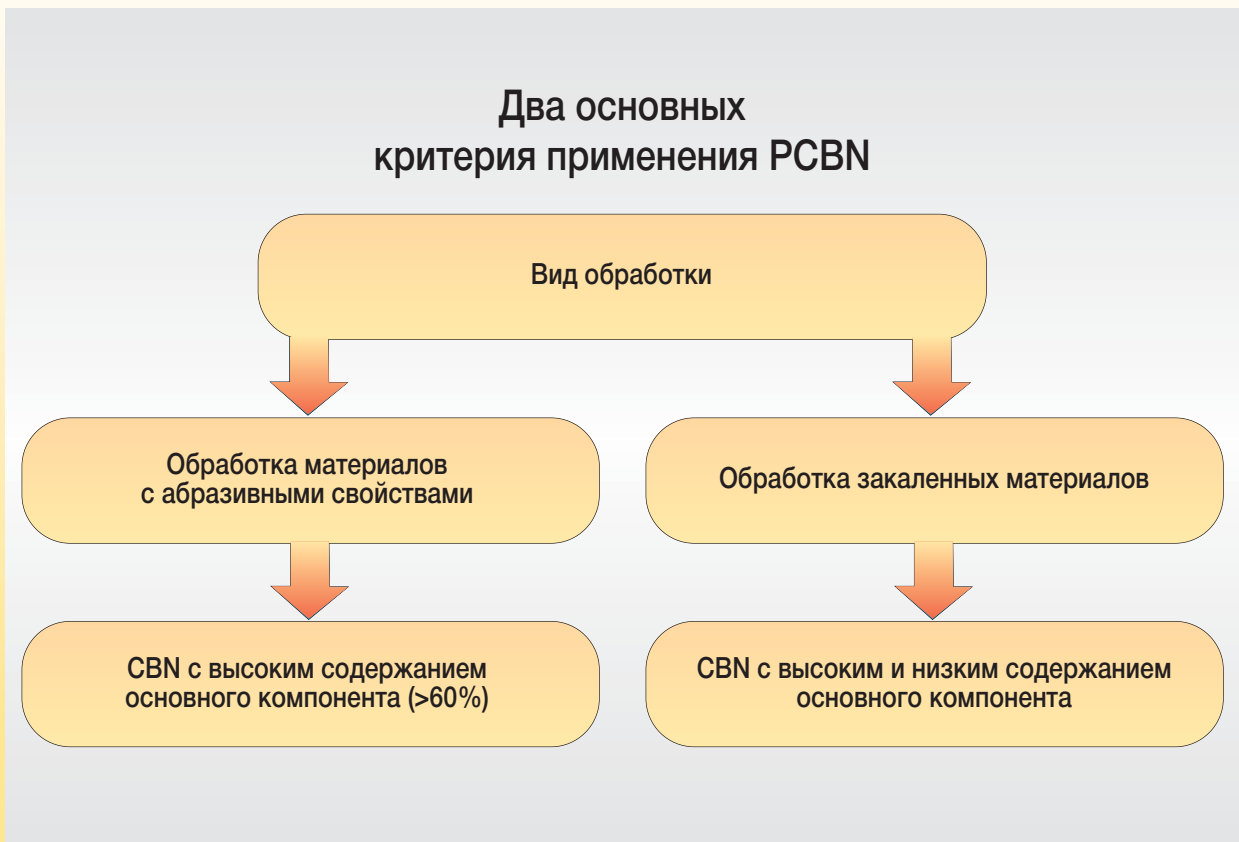 Два основных
критерия применения PCBN
Вид обработки
Обработка материалов
с абразивными свойствами
Обработка закаленных материалов
CBN с высоким содержанием
основного компонента (>60%)
CBN с высоким и низким содержанием
основного компонента